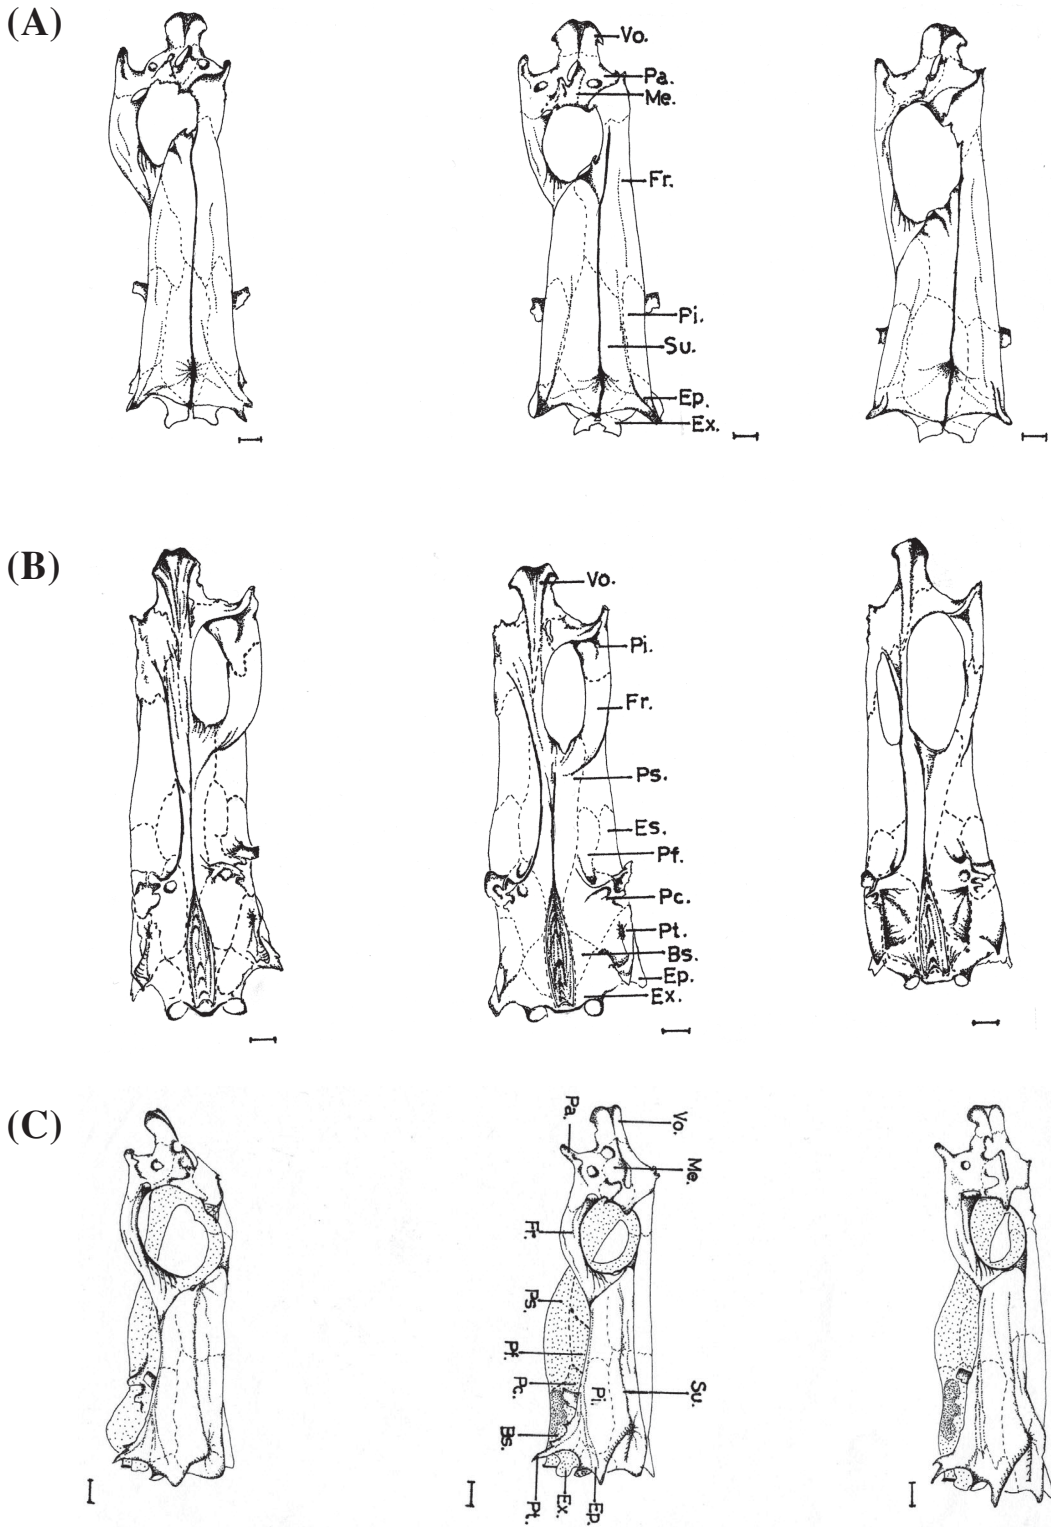 (A)
Vo.
Pa.
Me.
Fr.
Pi.
Su.
Ep.
Ex.
(B)
Vo.
Pi.
Fr.
Ps.
Es.
Pf.
Pc.
Pt.
Bs.
Ep.
Ex.
(C)
Pa.
Vo.
Me.
Fr.
Ps.
Pf.
Pc.
Pi.
Su.
Bs.
Pt.
Ex.
Ep.